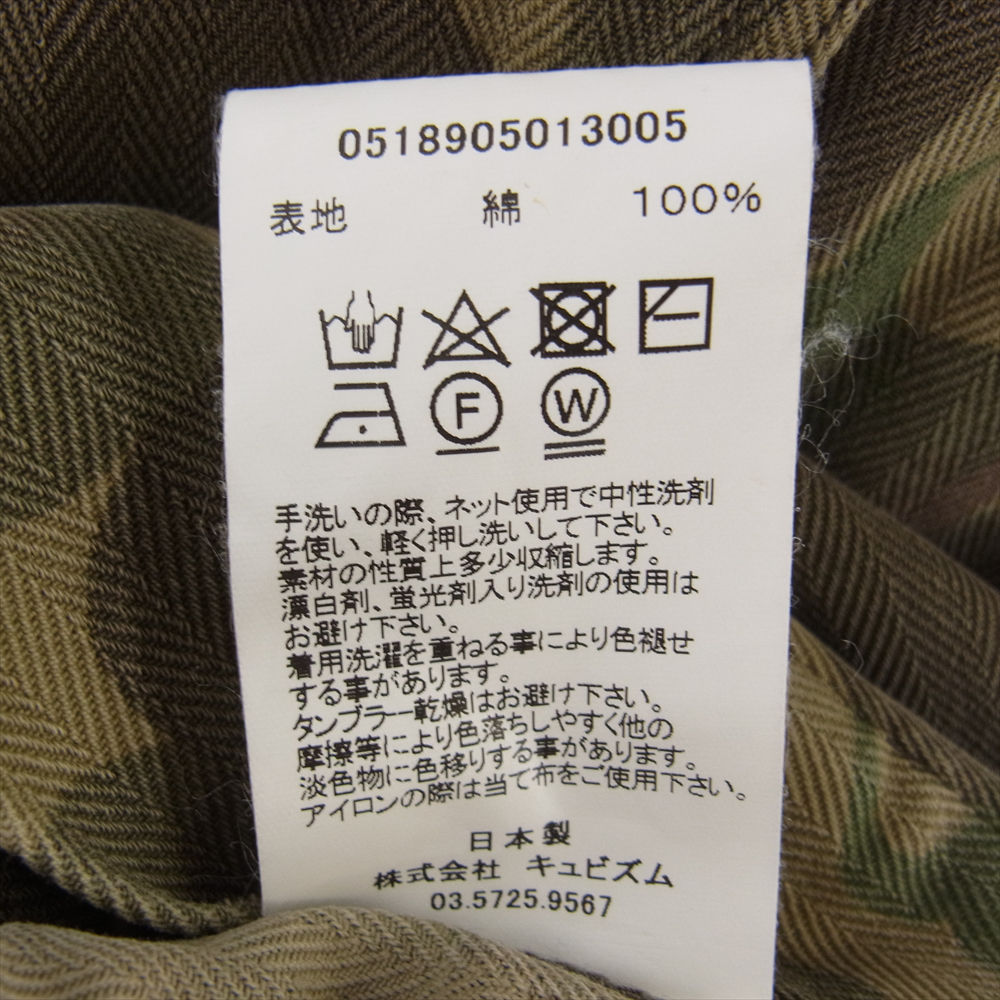 0518905013005
表地 綿 100%
F W
手洗いの際、ネット使用で中性洗剤
を使い、軽く押し洗いして下さい。
素材の性質上多少収縮します。
漂白剤、蛍光剤入り洗剤の使用は
お避け下さい。
着用洗濯を重ねる事により色褪せ
する事があります。
タンブラー乾燥はお避け下さい。
摩擦等により色落ちしやすく他の
淡色物に色移りする事があります。
アイロンの際は当て布をご使用下さい。
日本製
株式会社 キュビズム
03.5725.9567